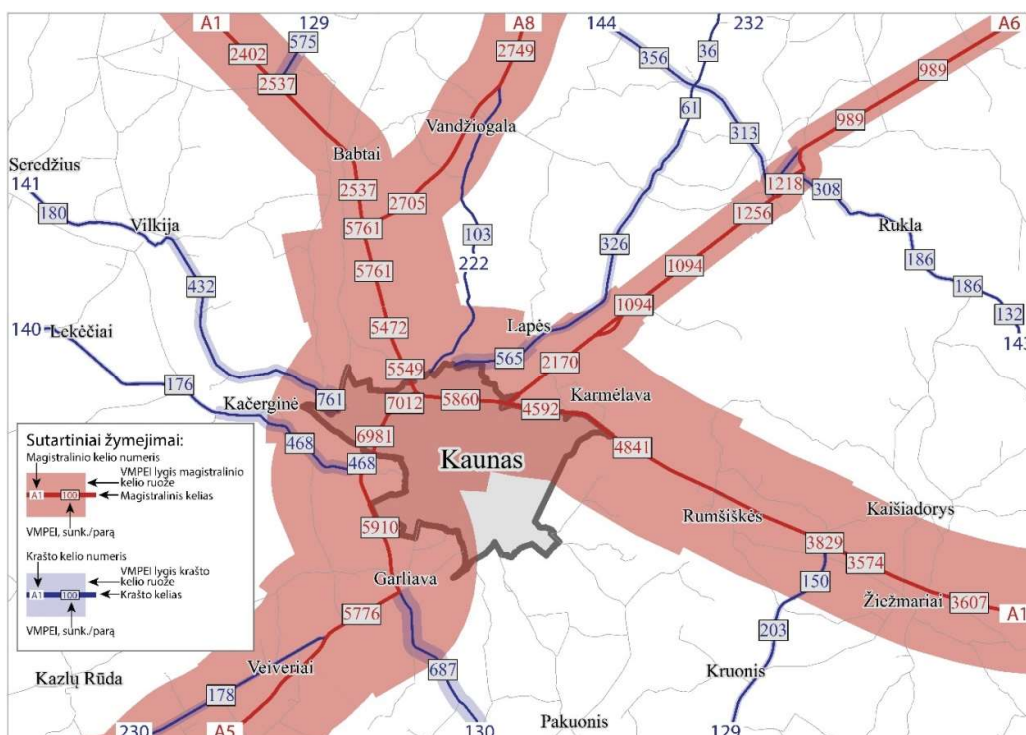 A1
129
A8
144
232
A6
575
2402
2749
356
36
2537
989
61
989
Vandžiogala
313
Babtai
Seredžius
141
2537
1218
308
180
2705
1256
Vilkija
5761
103
Rukla
326
222
186
5761
1094
432
186
1094
132
140
Lekėčiai
5472
Lapės
143
565
2170
5549
176
Karmėlava
Kačerginė
761
7012
5860
4592
6981
468
4841
468
Kaunas
Sutartiniai žymejimai:
Magistralinio kelio numeris
VMPEI lygis magistralinio
kelio ruože
A1
100
Magistralinis kelias
VMPEI, sunk./parą
Krašto kelio numeris
VMPEI lygis krašto
kelio ruože
A1
100
Krašto kelias
VMPEI, sunk./parą
Kaišiadorys
Rumšiškės
5910
3829
3574
Garliava
150
5776
Žiežmariai
3607
A1
203
Veiveriai
Kazlų Rūda
687
Kruonis
178
Pakuonis
230
A5
130
129